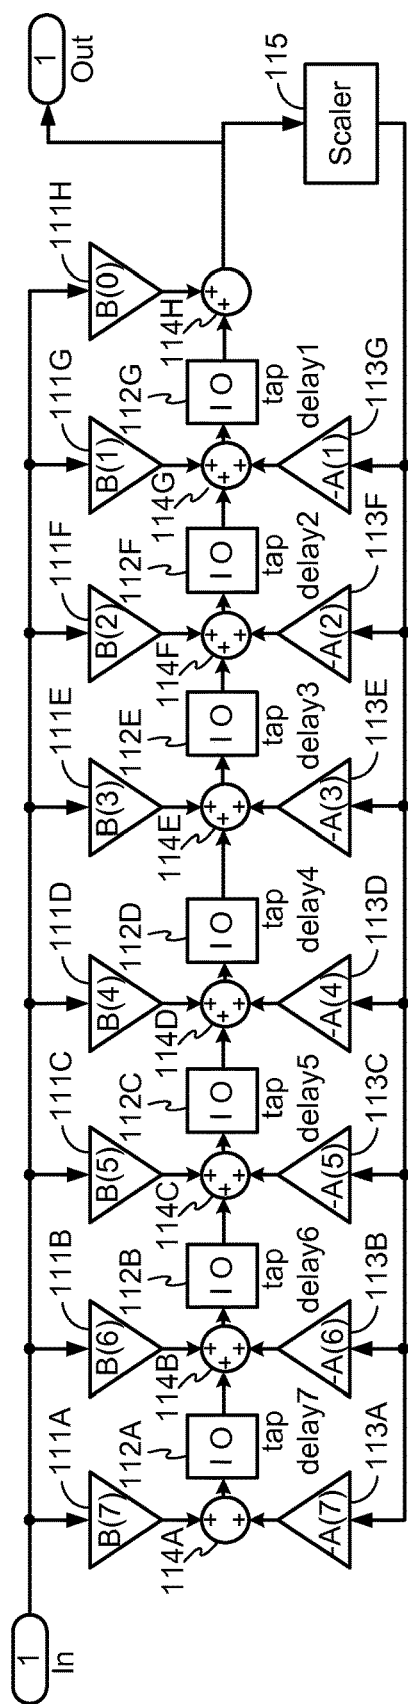 1
In
1
Out
111A
111B
111C
111D
111E
111F
111G
111H
B(7)
B(6)
B(5)
B(4)
B(3)
B(2)
B(1)
B(0)
112A
112B
112C
112D
112E
112F
112G
115
+ +
+ + +
+ + +
+ + +
+ + +
+ + +
+ + +
+ +
I O
I O
I O
I O
I O
I O
I O
Scaler
114A
114B
114C
114D
114E
114F
114G
114H
tap
delay7
tap
delay6
tap
delay5
tap
delay4
tap
delay3
tap
delay2
tap
delay1
-A(7)
-A(6)
-A(5)
-A(4)
-A(3)
-A(2)
-A(1)
113A
113B
113C
113D
113E
113F
113G